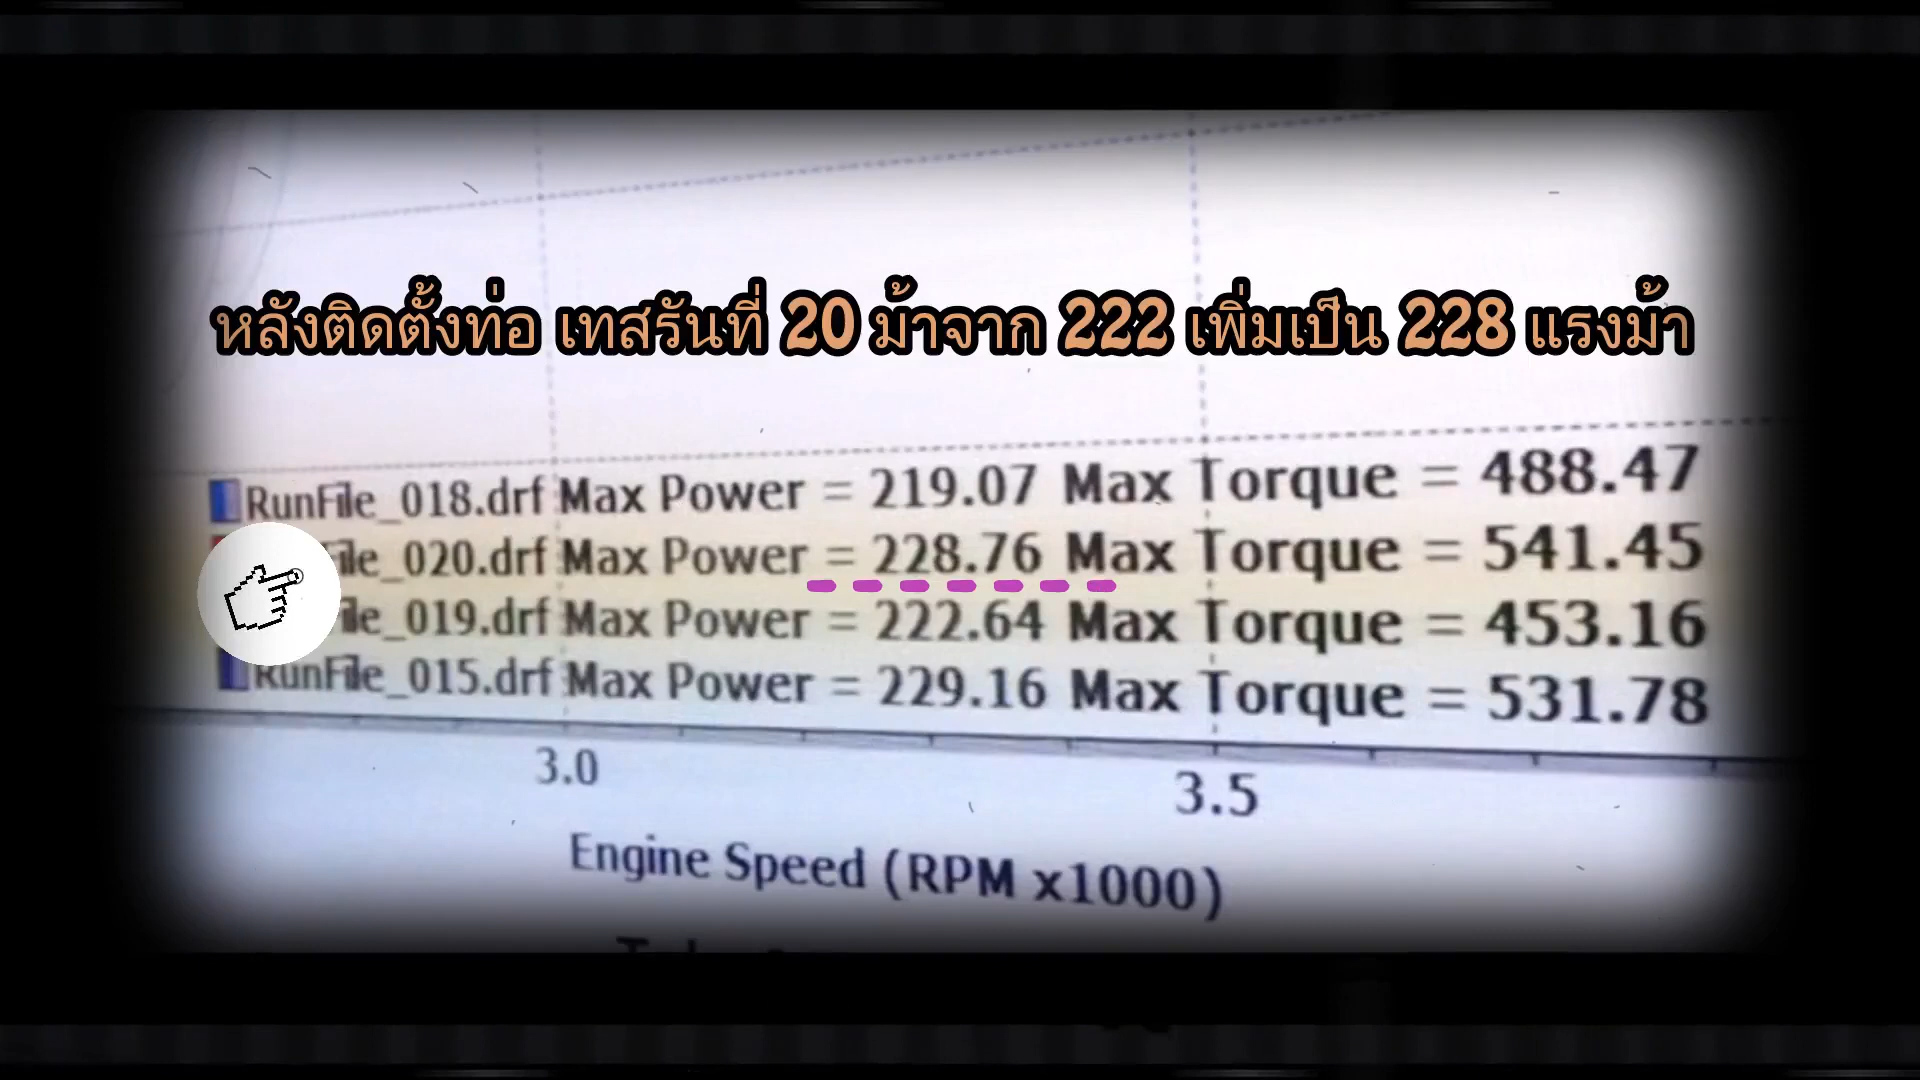 หลังติดตั้งท่อ เทสรันที่ 20 ม้าจาก 222 เพิ่มเป็น 228 แรงม้า
RunFile_018.drf Max Power = 219.07 Max Torque = 488.47
File_020.drf Max Power = 228.76 Max Torque = 541.45
File_019.drf Max Power = 222.64 Max Torque = 453.16
RunFile_015.drf Max Power = 229.16 Max Torque = 531.78
3.0 3.5
Engine Speed (RPM x1000)